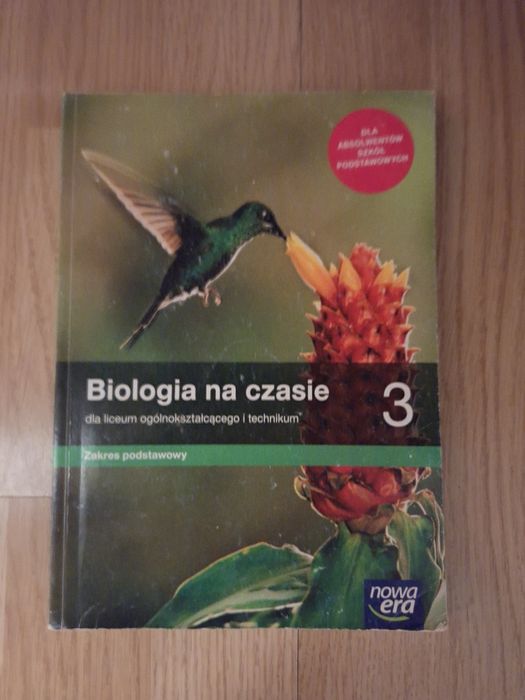 DLA
ABSOLWENTÓW
SZKÓŁ
PODSTAWOWYCH
Biologia na czasie
3
dla liceum ogólnokształcącego i technikum
Zakres podstawowy
nowa
era